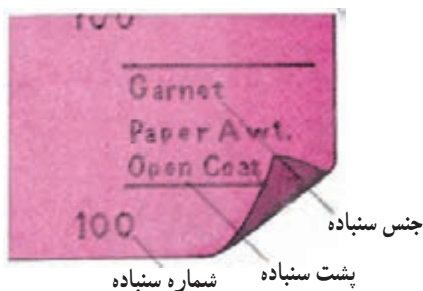 100
Garnet
Paper A wt.
Open Coat
100
جنس سنباده
پشت سنباده
شماره سنباده